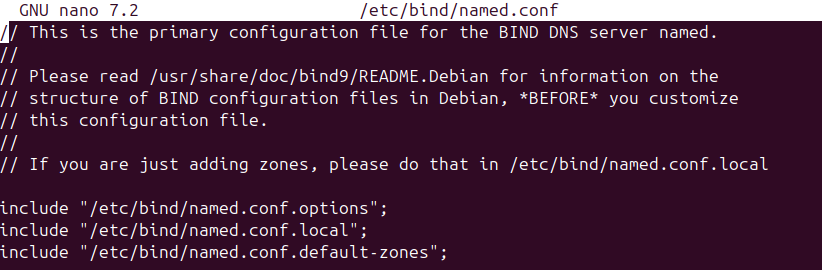 GNU nano 7.2 /etc/bind/named.conf
// This is the primary configuration file for the BIND DNS server named.
//
// Please read /usr/share/doc/bind9/README.Debian for information on the
// structure of BIND configuration files in Debian, *BEFORE* you customize
// this configuration file.
//
// If you are just adding zones, please do that in /etc/bind/named.conf.local
include "/etc/bind/named.conf.options";
include "/etc/bind/named.conf.local";
include "/etc/bind/named.conf.default-zones";